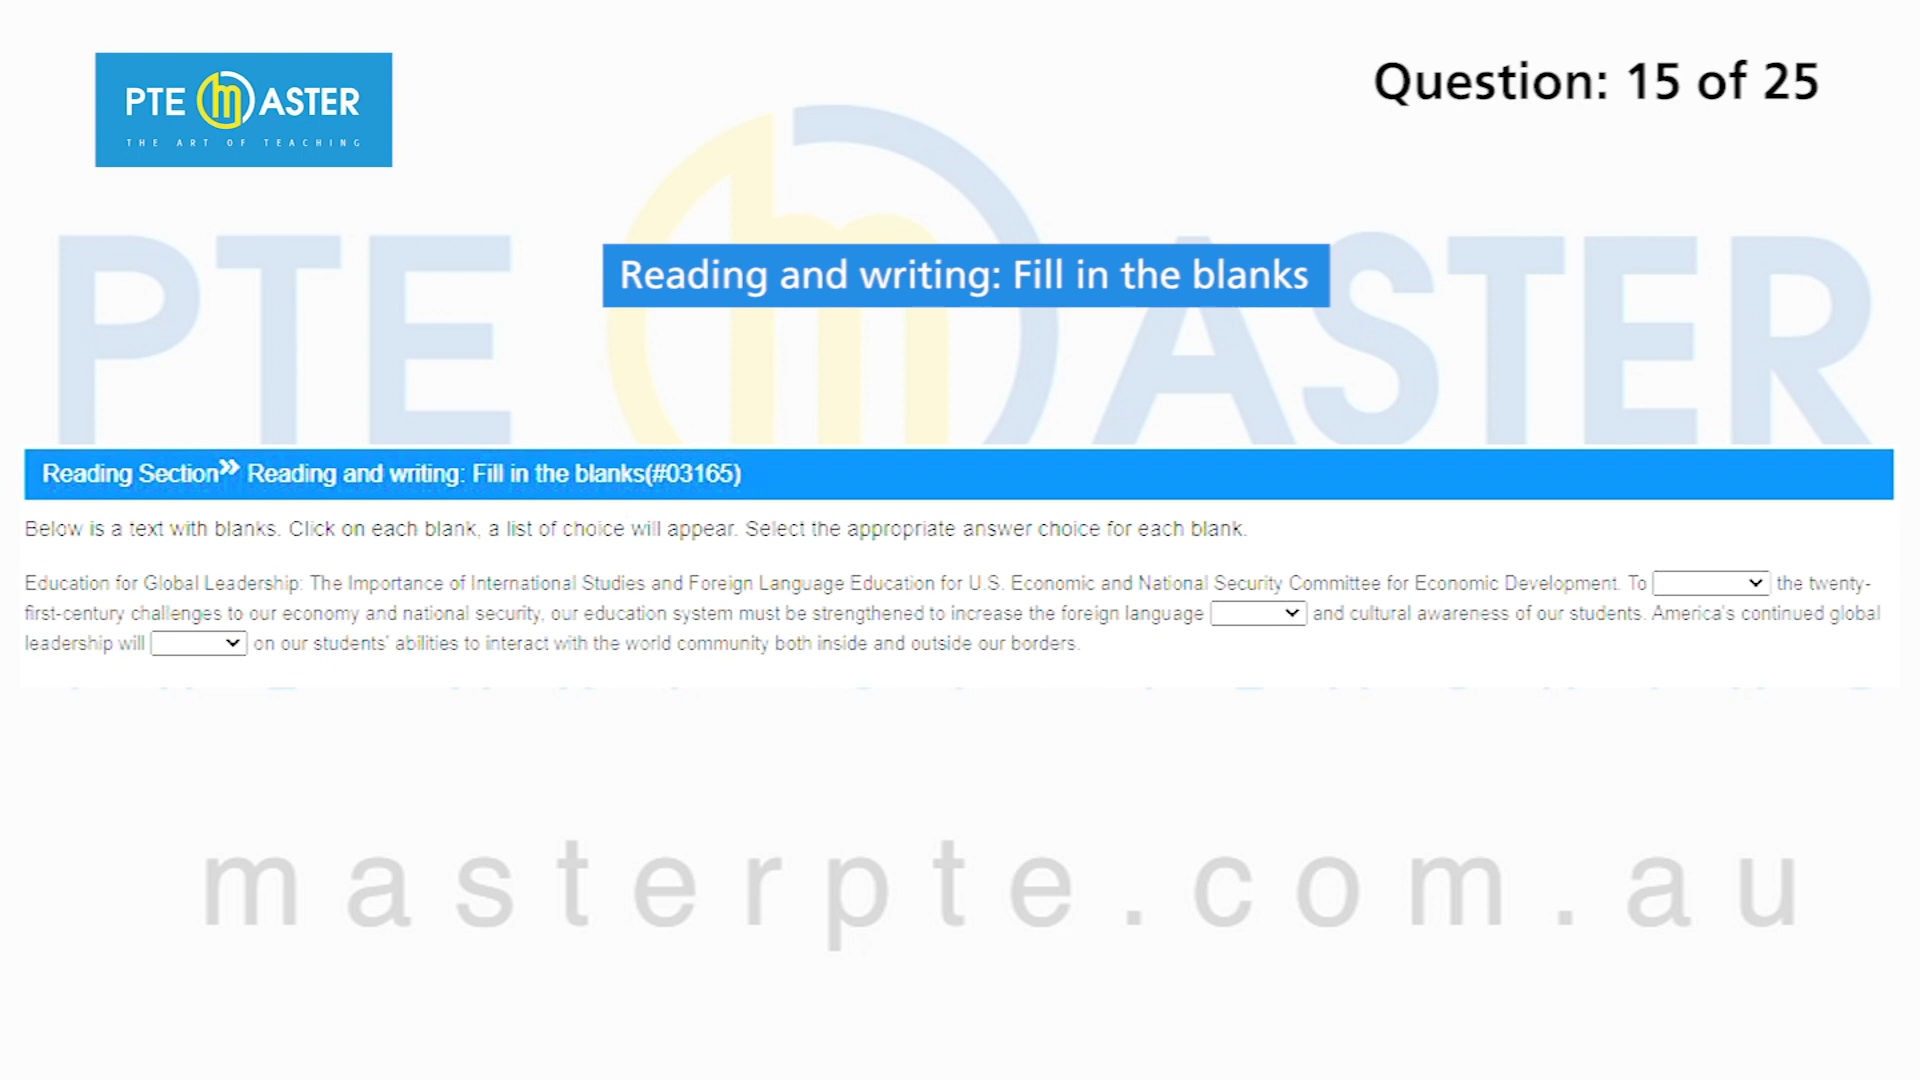 PTE MASTER
THE ART OF TEACHING
Question: 15 of 25
PTE MASTER
Reading and writing: Fill in the blanks
Reading Section» Reading and writing: Fill in the blanks(#03165)
Below is a text with blanks. Click on each blank, a list of choice will appear. Select the appropriate answer choice for each blank.
Education for Global Leadership: The Importance of International Studies and Foreign Language Education for U.S. Economic and National Security Committee for Economic Development. To the twenty-
first-century challenges to our economy and national security, our education system must be strengthened to increase the foreign language and cultural awareness of our students. America's continued global
leadership will on our students' abilities to interact with the world community both inside and outside our borders.
masterpte.com.au